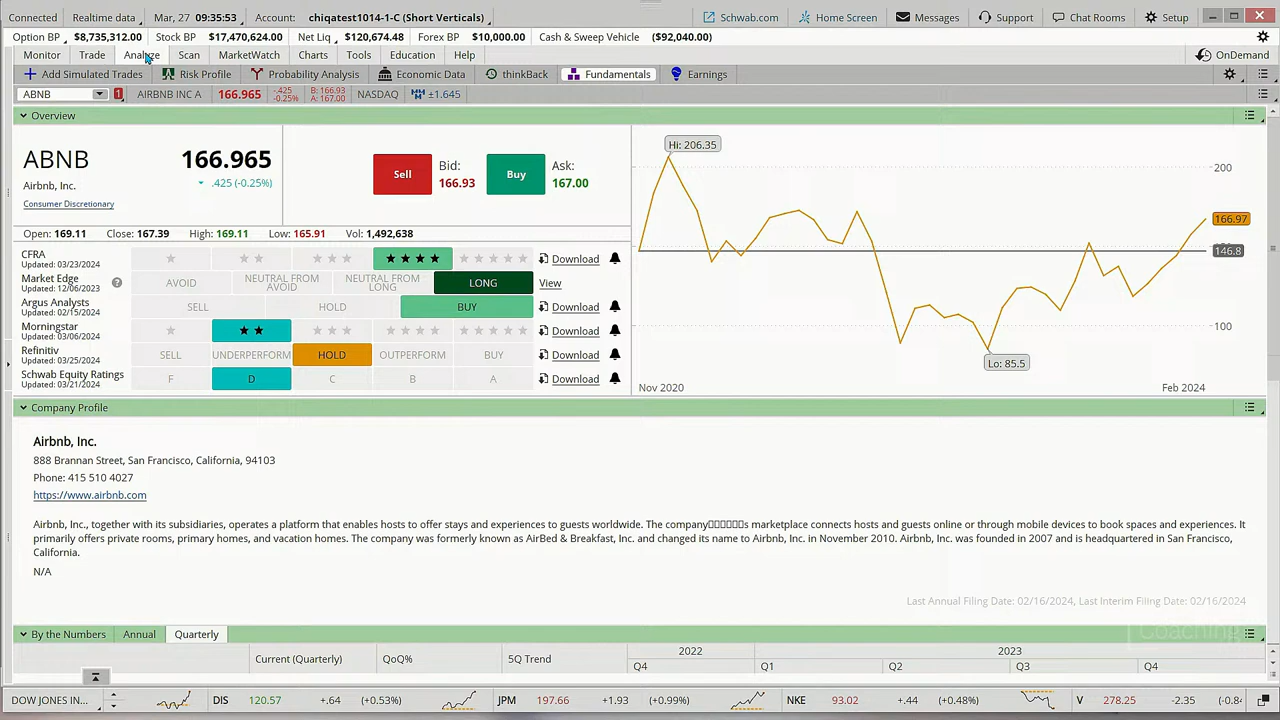 Connected Realtime data Mar, 27 09:35:53 Account: chiqatest1014-1-C (Short Verticals) Schwab.com Home Screen Messages Support Chat Rooms Setup
Option BP $8,735,312.00 Stock BP $17,470,624.00 Net Liq $120,674.48 Forex BP $10,000.00 Cash & Sweep Vehicle ($92,040.00)
Monitor Trade Analyze Scan MarketWatch Charts Tools Education Help OnDemand
Add Simulated Trades Risk Profile Probability Analysis Economic Data thinkBack Fundamentals Earnings
ABNB 1 AIRBNB INC A 166.965 -.425 -0.25% B: 166.93 A: 167.00 NASDAQ ±1.645
Overview
ABNB 166.965
Airbnb, Inc. .425 (-0.25%)
Consumer Discretionary
Sell Bid: 166.93 Buy Ask: 167.00
Open: 169.11 Close: 167.39 High: 169.11 Low: 165.91 Vol: 1,492,638
CFRA
Updated: 03/23/2024
Download
Market Edge
Updated: 12/06/2023
AVOID NEUTRAL FROM AVOID NEUTRAL FROM LONG LONG View
Argus Analysts
Updated: 02/15/2024
SELL HOLD BUY Download
Morningstar
Updated: 03/06/2024
Download
Refinitiv
Updated: 03/25/2024
SELL UNDERPERFORM HOLD OUTPERFORM BUY Download
Schwab Equity Ratings
Updated: 03/21/2024
F D C B A Download
Hi: 206.35
200
166.97
146.8
100
Lo: 85.5
Nov 2020 Feb 2024
Company Profile
Airbnb, Inc.
888 Brannan Street, San Francisco, California, 94103
Phone: 415 510 4027
https://www.airbnb.com
Airbnb, Inc., together with its subsidiaries, operates a platform that enables hosts to offer stays and experiences to guests worldwide. The company▯▯▯▯▯▯s marketplace connects hosts and guests online or through mobile devices to book spaces and experiences. It
primarily offers private rooms, primary homes, and vacation homes. The company was formerly known as AirBed & Breakfast, Inc. and changed its name to Airbnb, Inc. in November 2010. Airbnb, Inc. was founded in 2007 and is headquartered in San Francisco,
California.
N/A
Last Annual Filing Date: 02/16/2024, Last Interim Filing Date: 02/16/2024
Coaching
By the Numbers Annual Quarterly
Current (Quarterly) QoQ% 5Q Trend 2022 2023
Q4 Q1 Q2 Q3 Q4
DOW JONES IN... DIS 120.57 +.64 (+0.53%) JPM 197.66 +1.93 (+0.99%) NKE 93.02 +.44 (+0.48%) V 278.25 -2.35 (-0.8